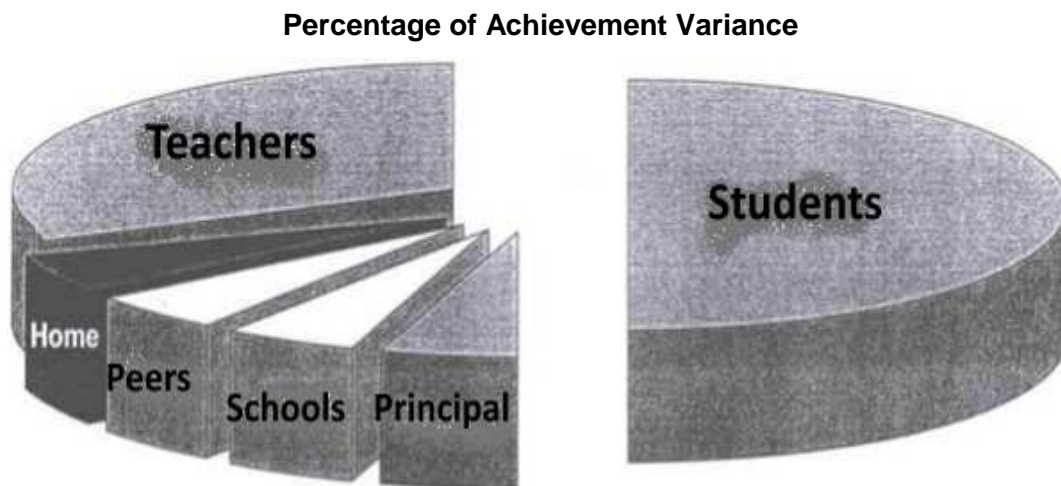 Percentage of Achievement Variance
Teachers
Students
Home
Peers
Schools
Principal